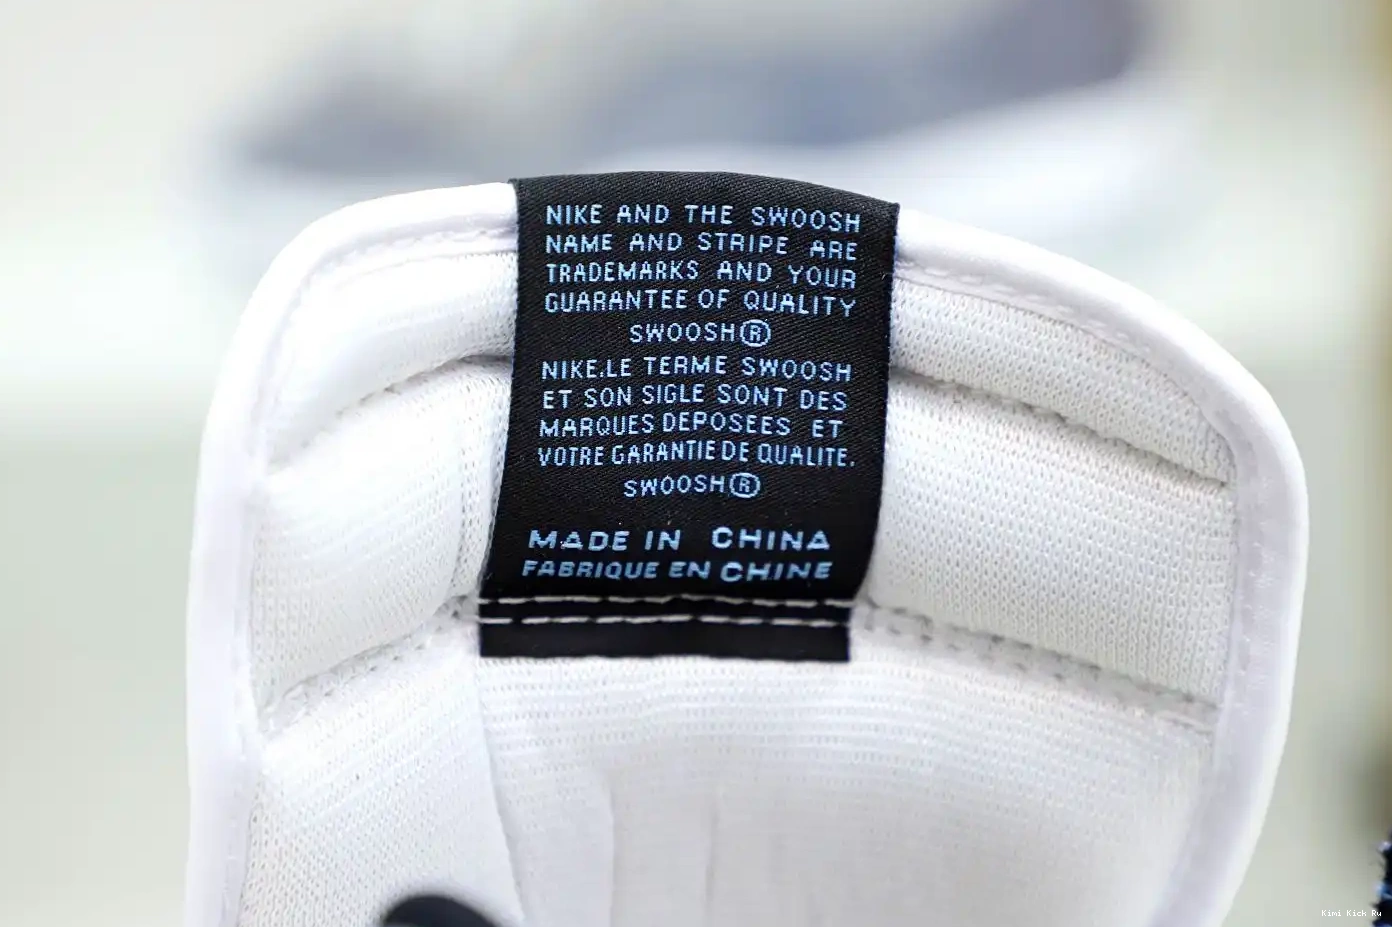 NIKE AND THE SWOOSH
NAME AND STRIPE ARE
TRADEMARKS AND YOUR
GUARANTEE OF QUALITY
SWOOSH®
NIKE.LE TERME SWOOSH
ET SON SIGLE SONT DES
MARQUES DEPOSEES ET
VOTRE GARANTIE DE QUALITE.
SWOOSH®
MADE IN CHINA
FABRIQUE EN CHINE
Kimi Kick Ru